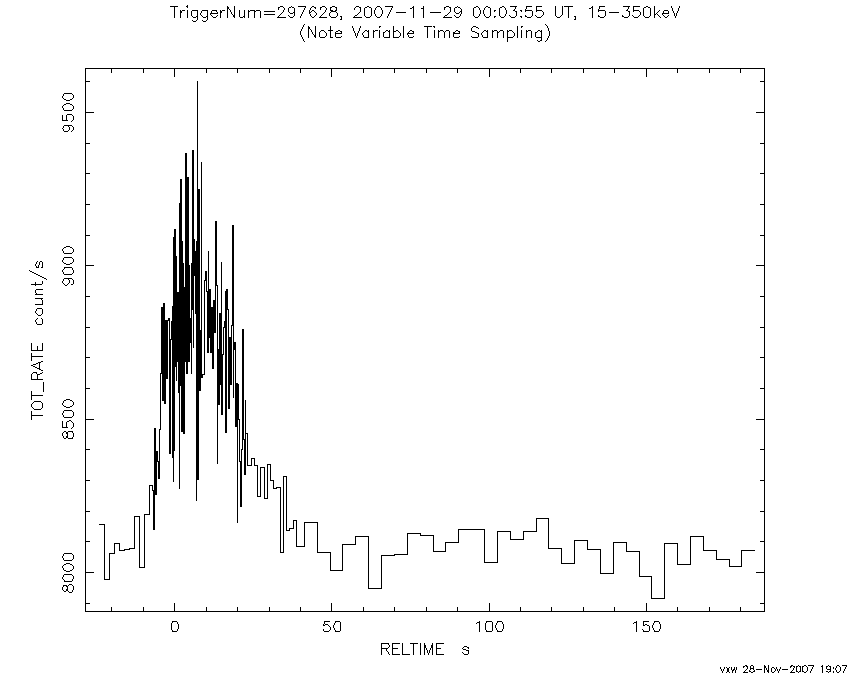 TriggerNum=297628, 2007-11-29 00:03:55 UT, 15-350keV
(Note Variable Time Sampling)
9500
9000
8500
8000
TOT_RATE count/s
0 50 100 150
RELTIME s
vxw 28-Nov-2007 19:07